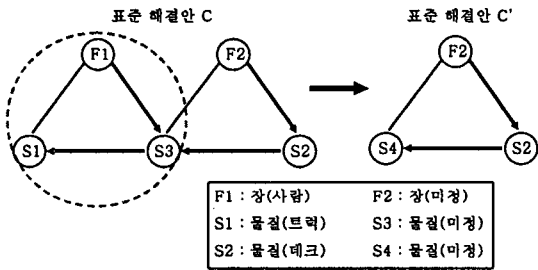 표준 해결안 C
표준 해결안 C'
F1
F2
F2
S1
S3
S2
S4
S2
F1 : 장(사람)
F2 : 장(미정)
S1 : 물질(트럭)
S3 : 물질(미정)
S2 : 물질(데크)
S4 : 물질(미정)